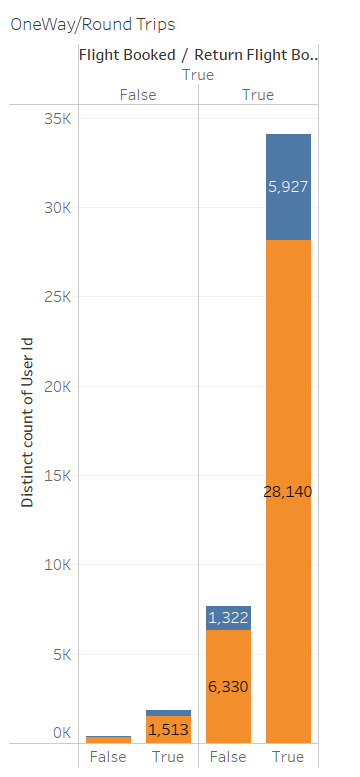 OneWay/Round Trips
Flight Booked / Return Flight Bo..
True
False True
35K
5,927
30K
25K
20K
15K
28,140
10K
5K
1,322
6,330
1,513
0K
False True False True
Distinct count of User Id